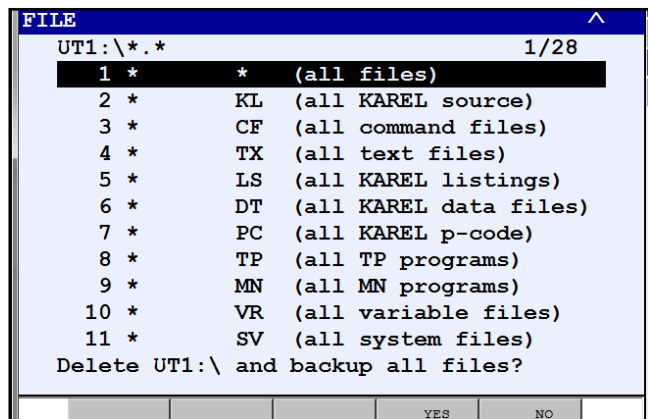 FILE
UT1:\*.* 1/28
1 * * (all files)
2 * KL (all KAREL source)
3 * CF (all command files)
4 * TX (all text files)
5 * LS (all KAREL listings)
6 * DT (all KAREL data files)
7 * PC (all KAREL p-code)
8 * TP (all TP programs)
9 * MN (all MN programs)
10 * VR (all variable files)
11 * SV (all system files)
Delete UT1:\ and backup all files?
YES NO